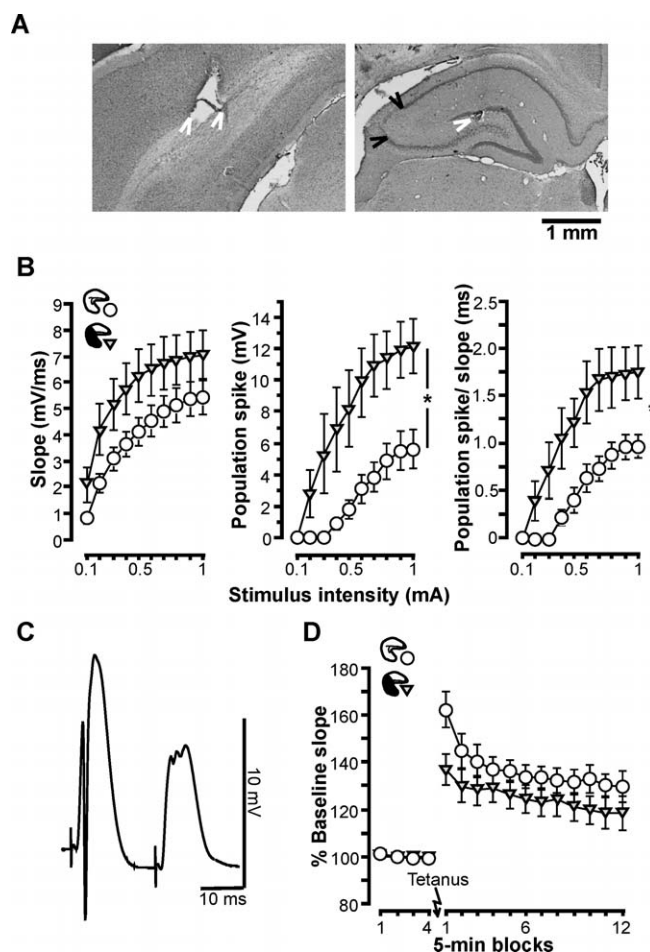 A
1 mm
B
Slope (mV/ms)
9
8
7
6
5
4
3
2
1
0
0.1 0.5 1
Population spike (mV)
14
12
10
8
6
4
2
0
*
0.1 0.5 1
Population spike/ slope (ms)
2.5
2.0
1.5
1.0
0.5
0
0.1 0.5 1
Stimulus intensity (mA)
C
10 mV
10 ms
D
% Baseline slope
180
160
140
120
100
80
Tetanus
1 4 1 6 12
5-min blocks